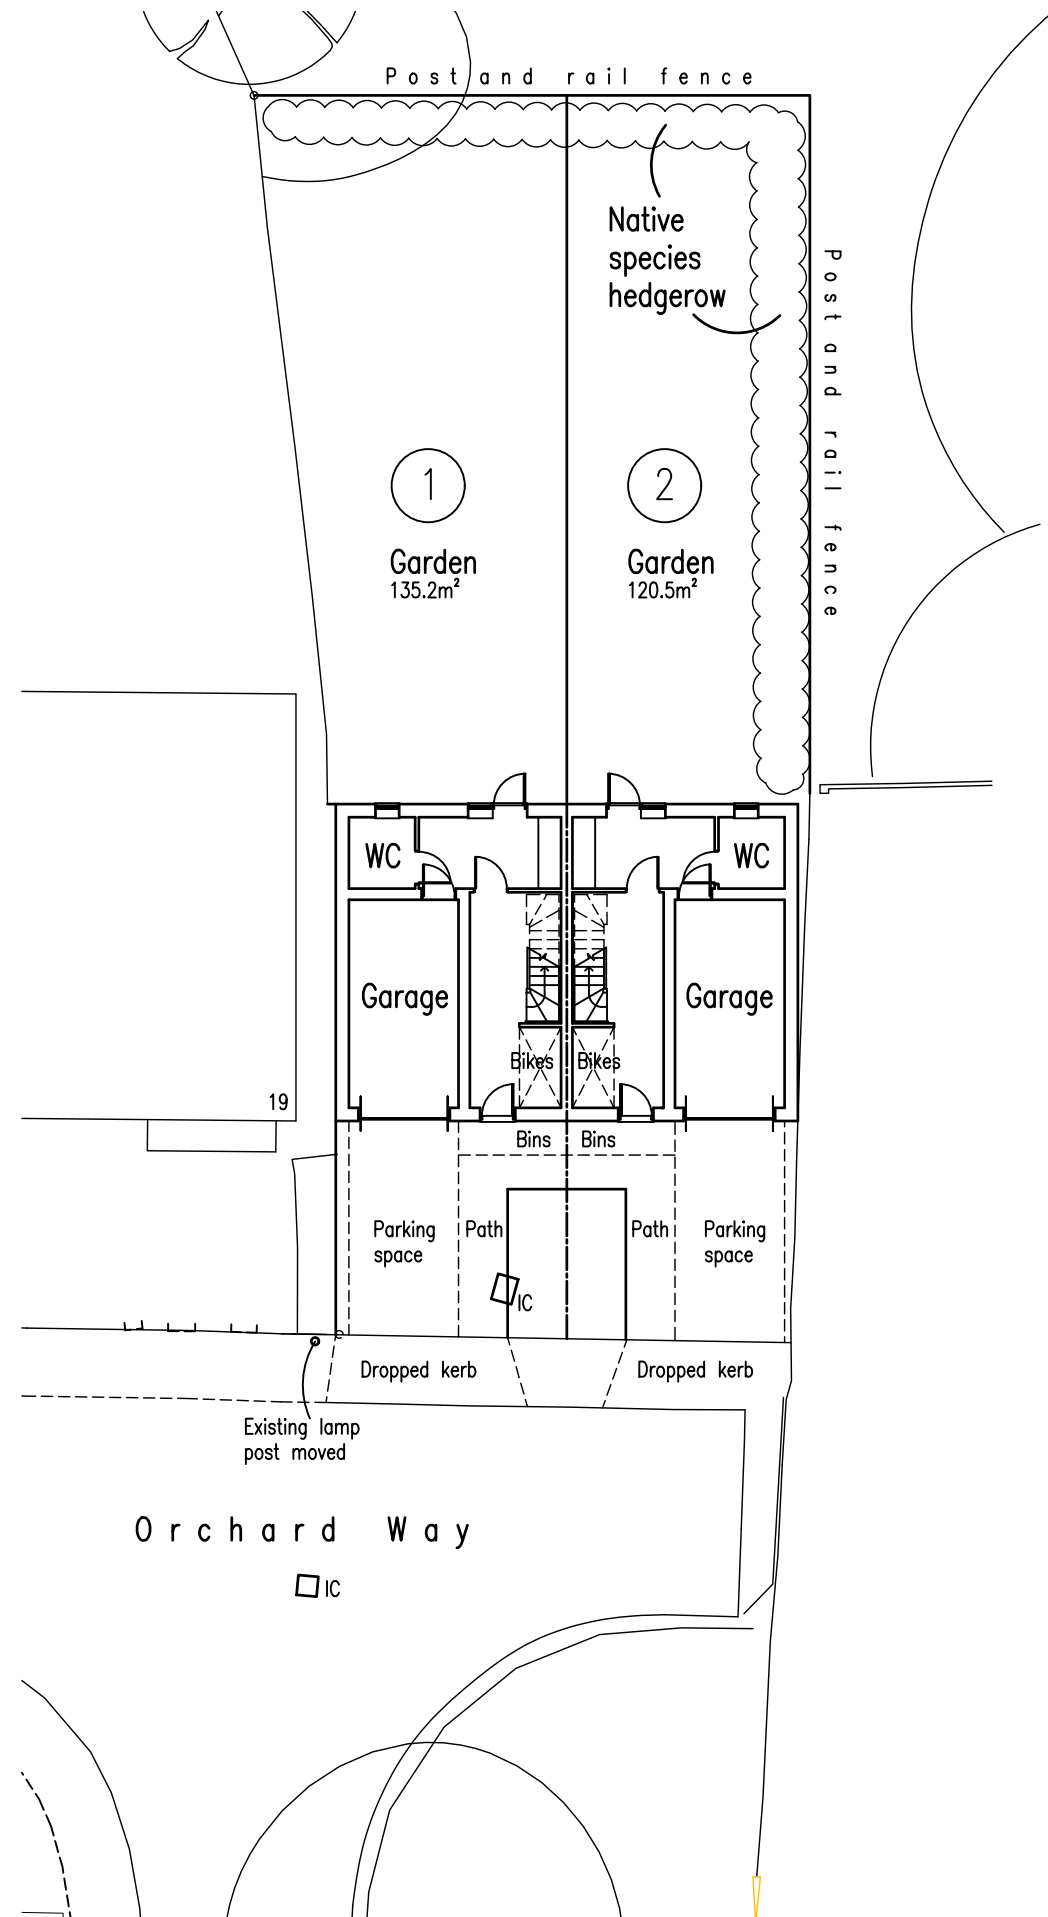 Post and rail fence
Native
species
hedgerow
Post and rail fence
1
2
Garden
135.2m²
Garden
120.5m²
WC
WC
Garage
Garage
Bikes
Bikes
19
Bins
Bins
Parking
space
Path
Path
Parking
space
IC
Dropped kerb
Dropped kerb
Existing lamp
post moved
Orchard Way
IC